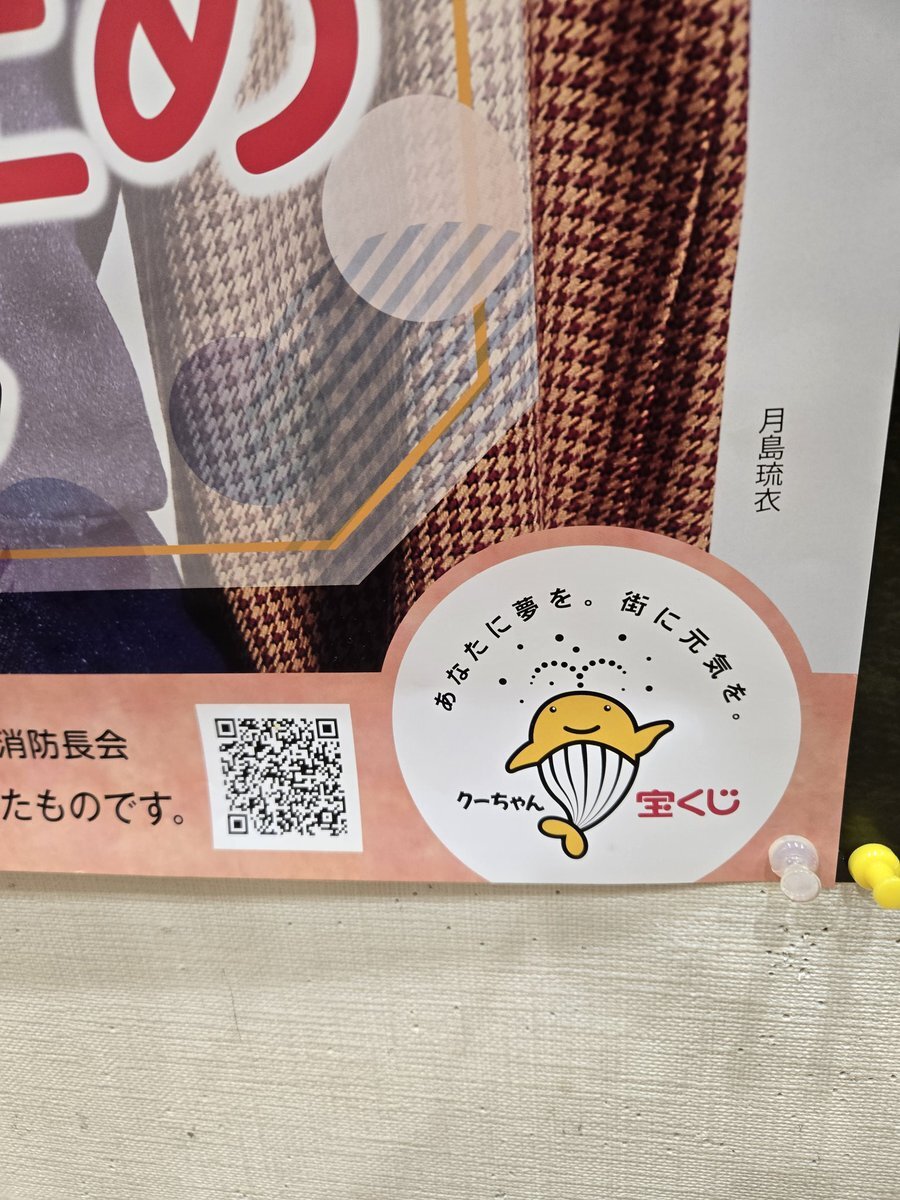 め
月島琉衣
あなたに夢を。街に元気を。
消防長会
たものです。
クーちゃん
宝くじ